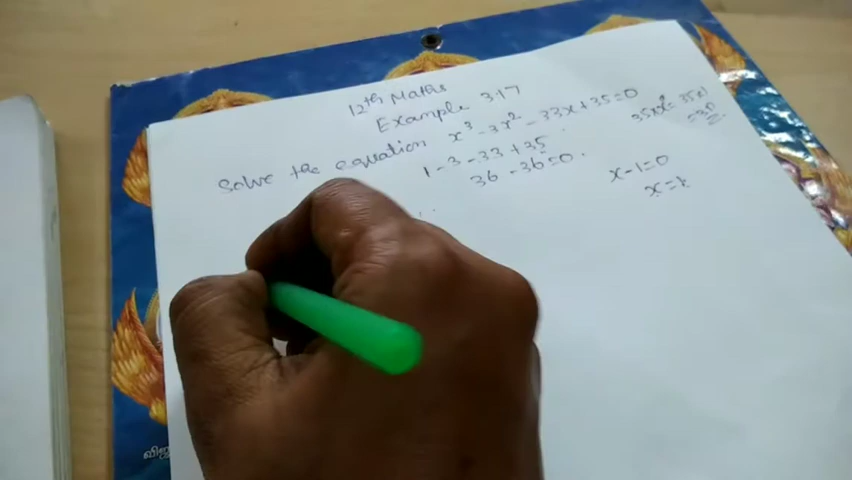 12th Maths
Example 3.17
Solve the equation x³ - 3x² - 33x + 35 = 0
1 - 3 - 33 + 35
36 - 36 = 0.
x - 1 = 0
x = 1